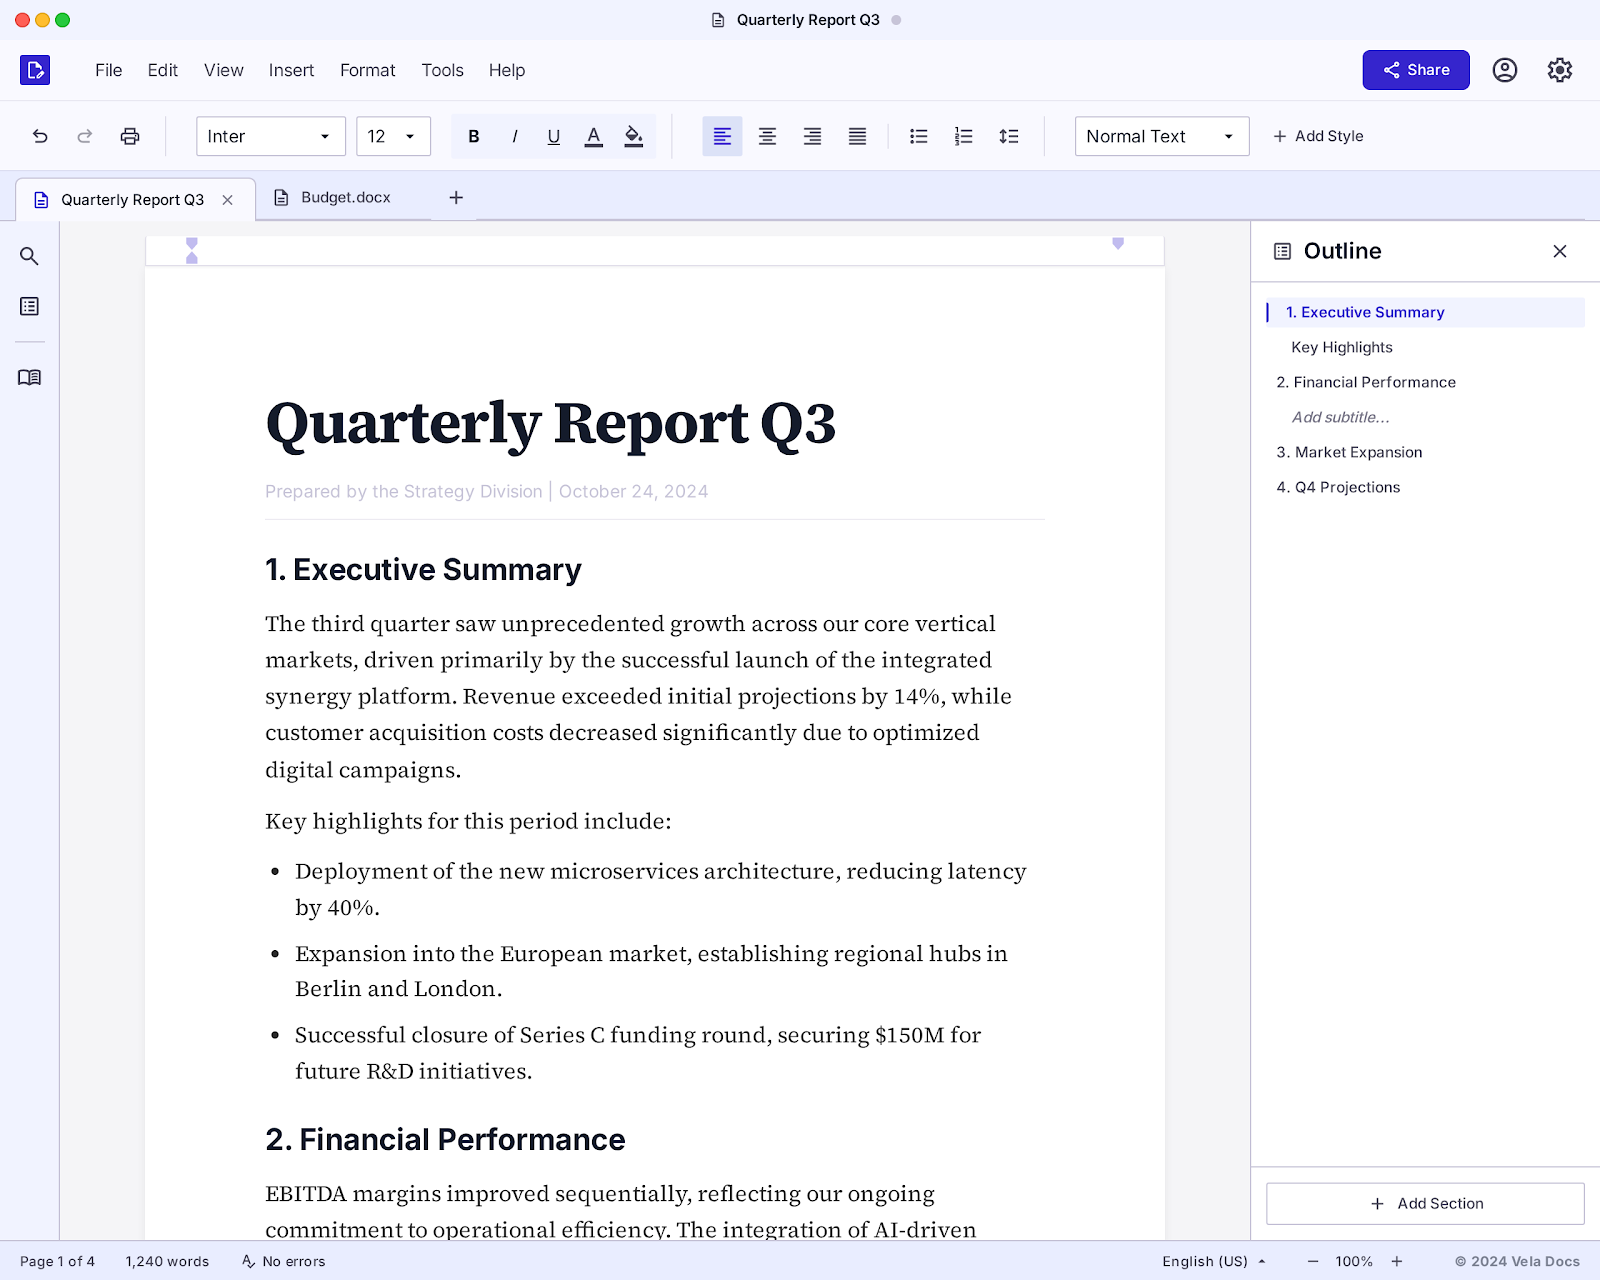 Quarterly Report Q3
File Edit View Insert Format Tools Help
Share
Inter 12 B I U A Normal Text + Add Style
Quarterly Report Q3 Budget.docx
Outline
1. Executive Summary
Key Highlights
2. Financial Performance
Add subtitle...
3. Market Expansion
4. Q4 Projections
+ Add Section
Quarterly Report Q3
Prepared by the Strategy Division | October 24, 2024
1. Executive Summary
The third quarter saw unprecedented growth across our core vertical
markets, driven primarily by the successful launch of the integrated
synergy platform. Revenue exceeded initial projections by 14%, while
customer acquisition costs decreased significantly due to optimized
digital campaigns.
Key highlights for this period include:
• Deployment of the new microservices architecture, reducing latency
by 40%.
• Expansion into the European market, establishing regional hubs in
Berlin and London.
• Successful closure of Series C funding round, securing $150M for
future R&D initiatives.
2. Financial Performance
EBITDA margins improved sequentially, reflecting our ongoing
commitment to operational efficiency. The integration of AI-driven
Page 1 of 4 1,240 words No errors English (US) − 100% + © 2024 Vela Docs